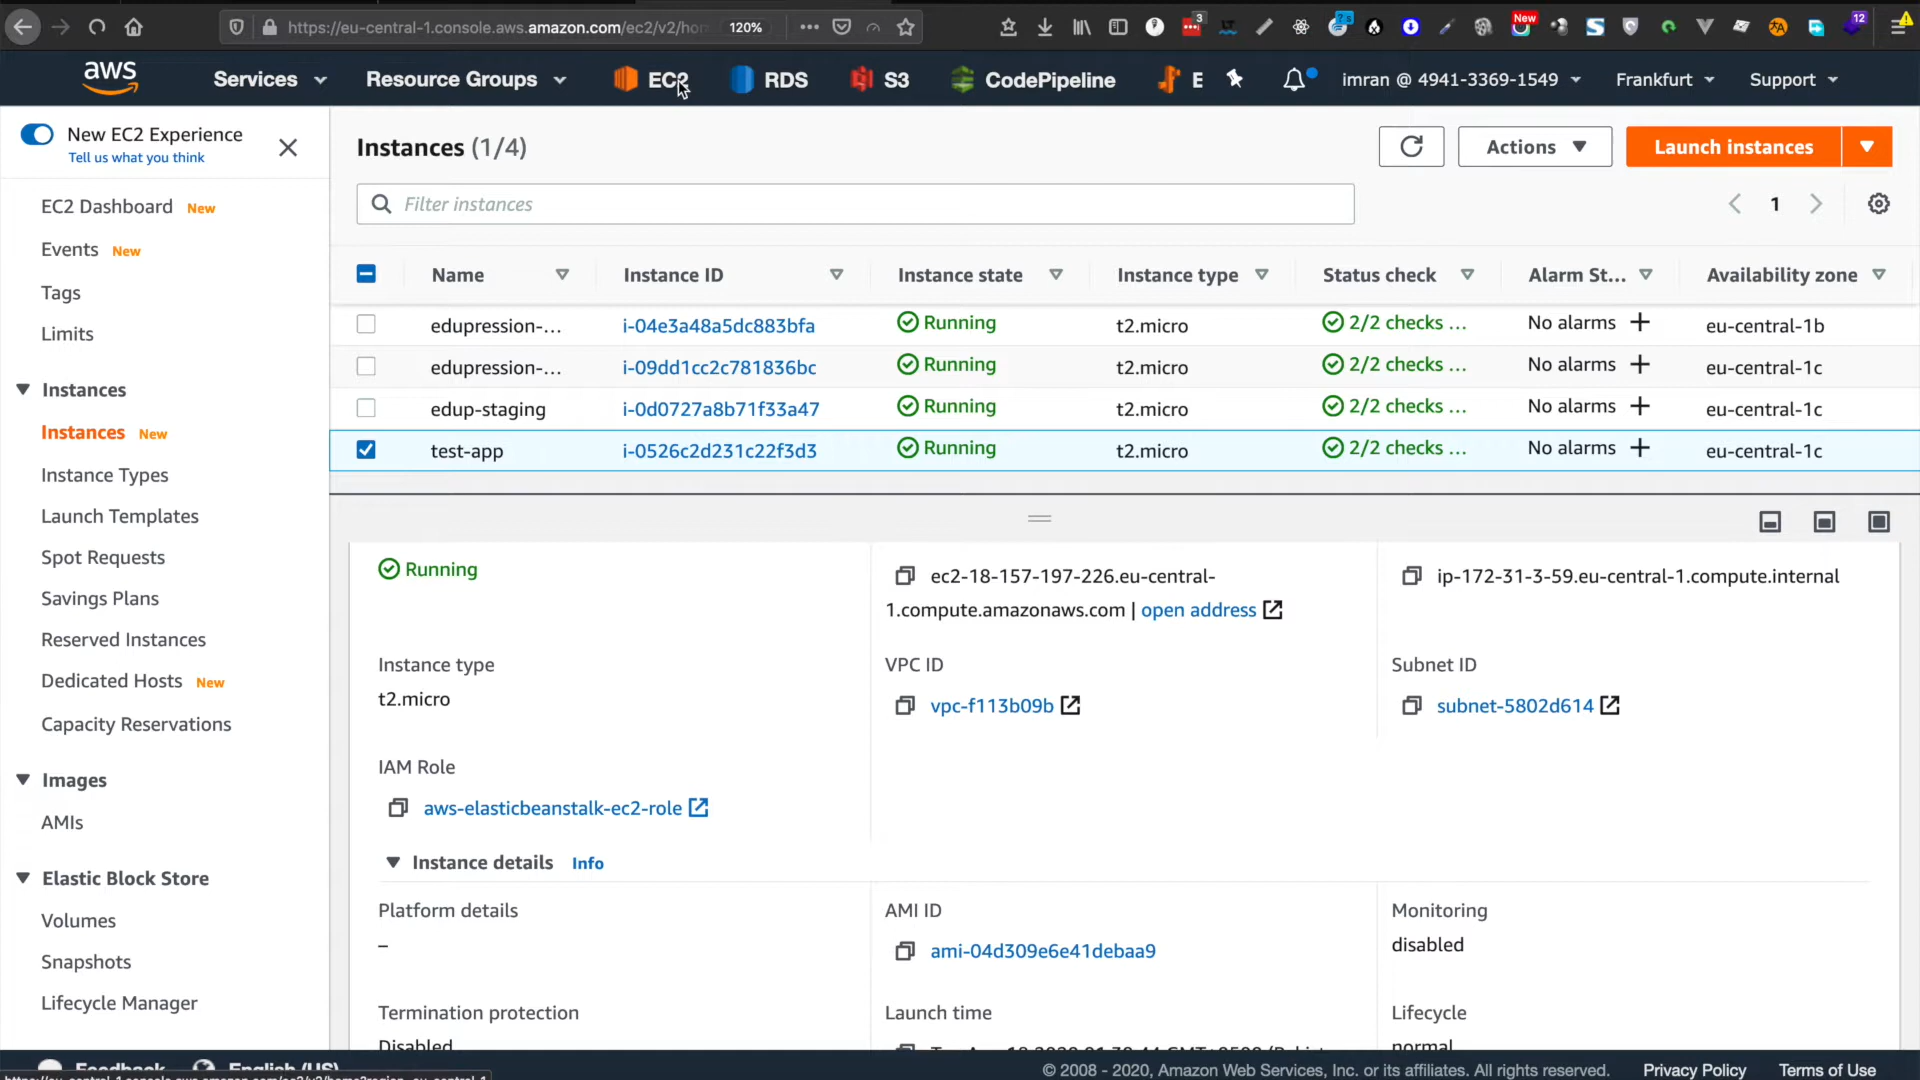 https://eu-central-1.console.aws.amazon.com/ec2/v2/hor 120% 3 New 12
aws Services Resource Groups EC2 RDS S3 CodePipeline E imran @ 4941-3369-1549 Frankfurt Support
New EC2 Experience
Tell us what you think
EC2 Dashboard New
Events New
Tags
Limits
Instances
Instances New
Instance Types
Launch Templates
Spot Requests
Savings Plans
Reserved Instances
Dedicated Hosts New
Capacity Reservations
Images
AMIs
Elastic Block Store
Volumes
Snapshots
Lifecycle Manager
Instances (1/4) Actions Launch instances
Filter instances 1
Name Instance ID Instance state Instance type Status check Alarm St... Availability zone
edupression-... i-04e3a48a5dc883bfa Running t2.micro 2/2 checks ... No alarms + eu-central-1b
edupression-... i-09dd1cc2c781836bc Running t2.micro 2/2 checks ... No alarms + eu-central-1c
edup-staging i-0d0727a8b71f33a47 Running t2.micro 2/2 checks ... No alarms + eu-central-1c
test-app i-0526c2d231c22f3d3 Running t2.micro 2/2 checks ... No alarms + eu-central-1c
Running ec2-18-157-197-226.eu-central- ip-172-31-3-59.eu-central-1.compute.internal
1.compute.amazonaws.com | open address
Instance type VPC ID Subnet ID
t2.micro vpc-f113b09b subnet-5802d614
IAM Role
aws-elasticbeanstalk-ec2-role
Instance details Info
Platform details AMI ID Monitoring
– ami-04d309e6e41debaa9 disabled
Termination protection Launch time Lifecycle
Disabled normal
Feedback English (US) © 2008 - 2020, Amazon Web Services, Inc. or its affiliates. All rights reserved. Privacy Policy Terms of Use